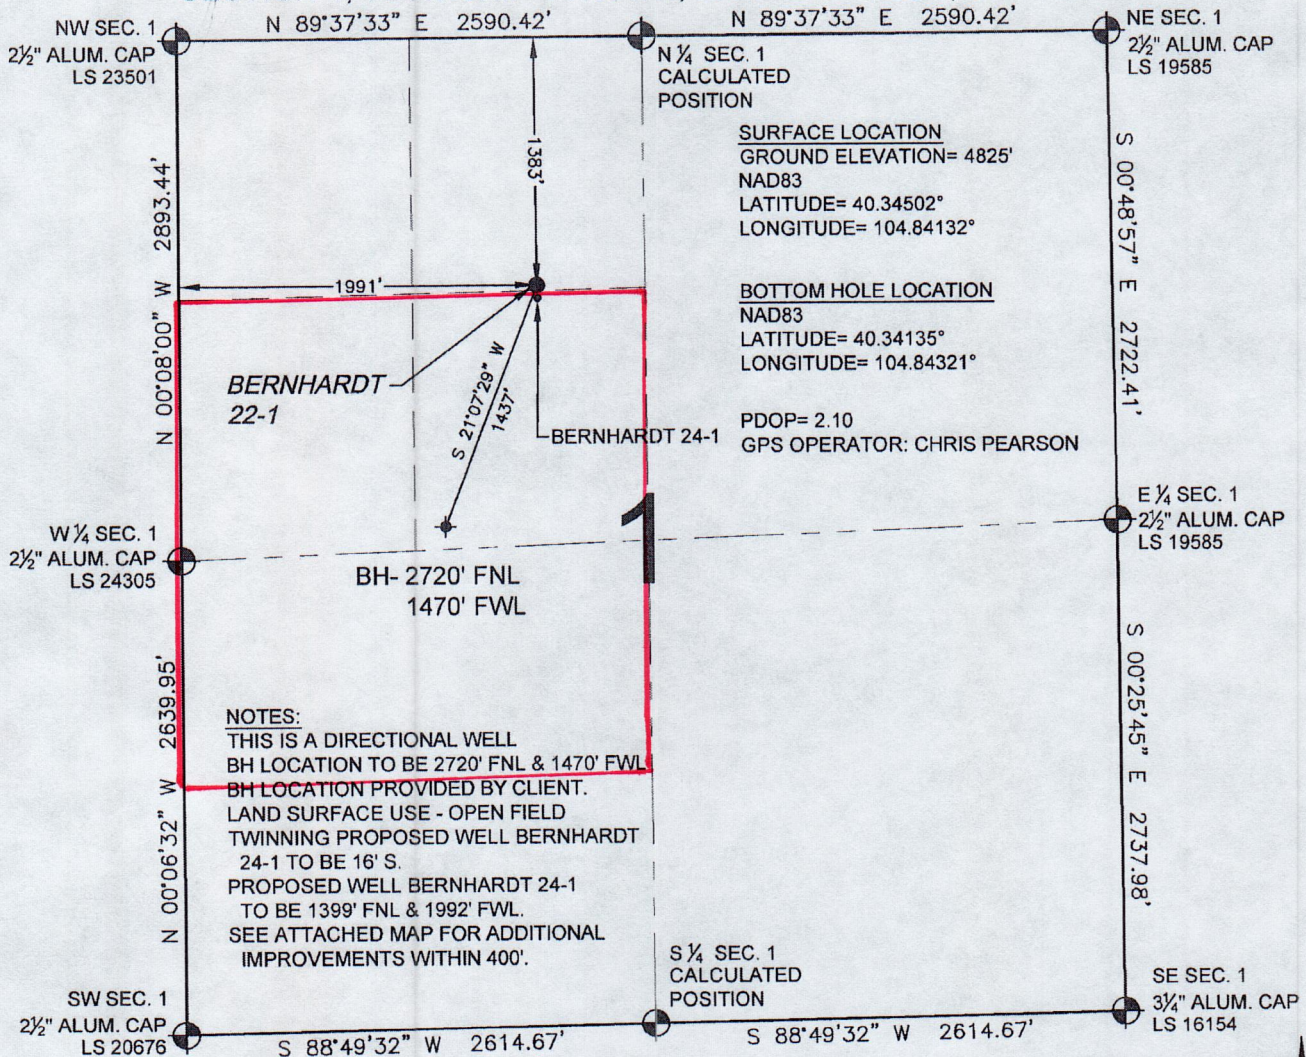 N 89°37'33" E 2590.42'
N 89°37'33" E 2590.42'
NW SEC. 1
2½" ALUM. CAP
LS 23501
N ¼ SEC. 1
CALCULATED
POSITION
NE SEC. 1
2½" ALUM. CAP
LS 19585
SURFACE LOCATION
GROUND ELEVATION= 4825'
NAD83
LATITUDE= 40.34502°
LONGITUDE= 104.84132°
BOTTOM HOLE LOCATION
NAD83
LATITUDE= 40.34135°
LONGITUDE= 104.84321°
PDOP= 2.10
GPS OPERATOR: CHRIS PEARSON
1383'
1991'
N 00°08'00" W 2893.44'
S 00°48'57" E 2722.41'
BERNHARDT
22-1
S 21°07'29" W
1437'
BERNHARDT 24-1
1
W ¼ SEC. 1
2½" ALUM. CAP
LS 24305
E ¼ SEC. 1
2½" ALUM. CAP
LS 19585
BH- 2720' FNL
1470' FWL
N 00°06'32" W 2639.95'
S 00°25'45" E 2737.98'
NOTES:
THIS IS A DIRECTIONAL WELL
BH LOCATION TO BE 2720' FNL & 1470' FWL
BH LOCATION PROVIDED BY CLIENT.
LAND SURFACE USE - OPEN FIELD
TWINNING PROPOSED WELL BERNHARDT
24-1 TO BE 16' S.
PROPOSED WELL BERNHARDT 24-1
TO BE 1399' FNL & 1992' FWL.
SEE ATTACHED MAP FOR ADDITIONAL
IMPROVEMENTS WITHIN 400'.
SW SEC. 1
2½" ALUM. CAP
LS 20676
S ¼ SEC. 1
CALCULATED
POSITION
SE SEC. 1
3¼" ALUM. CAP
LS 16154
S 88°49'32" W 2614.67'
S 88°49'32" W 2614.67'